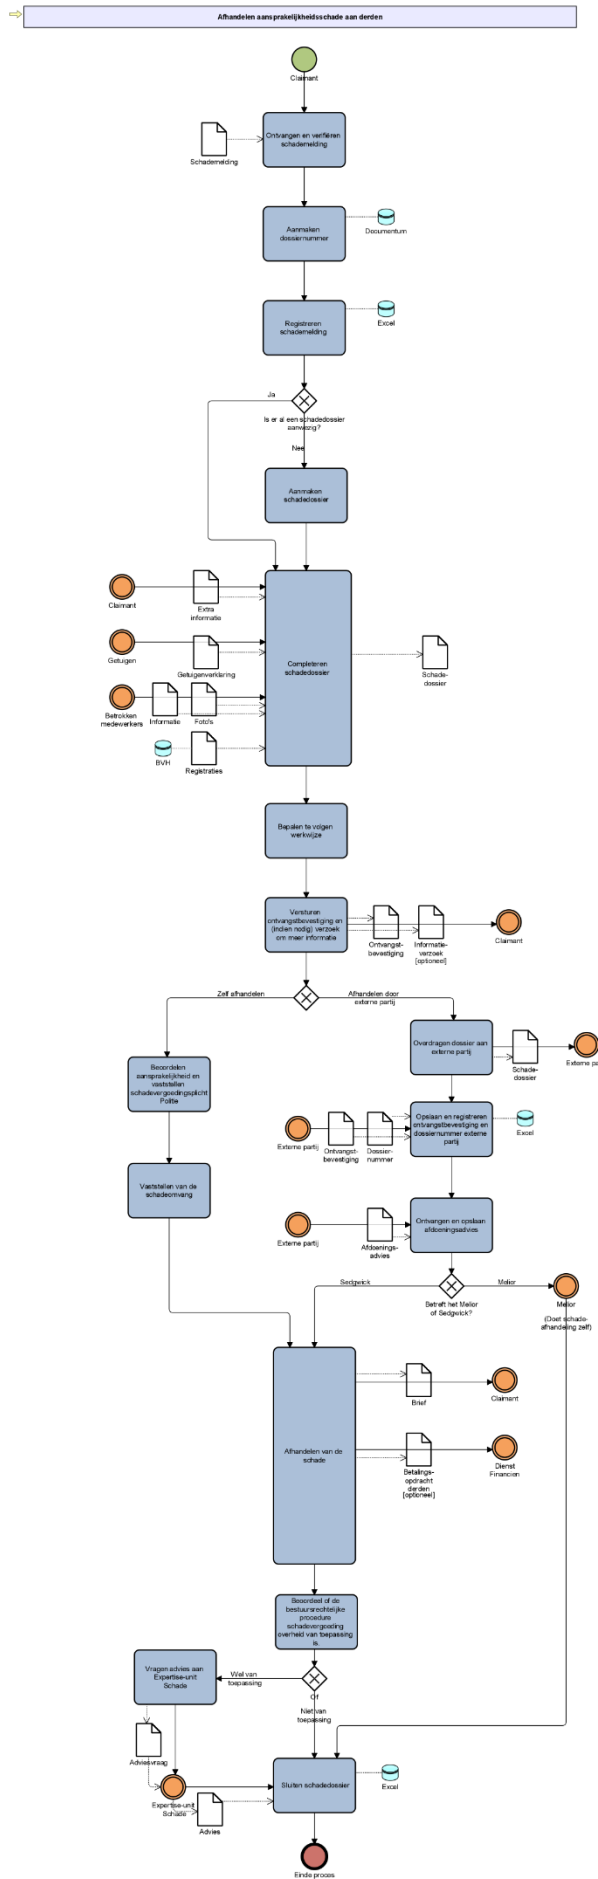 Afhandelen aansprakelijkheidsschade aan derden
Claimant
Ontvangen en verifiëren
schademelding
Schademelding
Aanmaken
dossiernummer
Documentum
Registreren
schademelding
Excel
Ja
Is er al een schadedossier
aanwezig?
Nee
Aanmaken
schadedossier
Claimant
Extra
informatie
Getuigen
Getuigenverklaring
Completeren
schadedossier
Schade-
dossier
Betrokken
medewerkers
Informatie
Foto's
BVH
Registraties
Bepalen te volgen
werkwijze
Versturen
ontvangstbevestiging en
(indien nodig) verzoek
om meer informatie
Ontvangst-
bevestiging
Informatie-
verzoek
[optioneel]
Claimant
Zelf afhandelen
Afhandelen door
externe partij
Overdragen dossier aan
externe partij
Schade-
dossier
Externe pa
Beoordelen
aansprakelijkheid en
vaststellen
schadevergoedingsplicht
Politie
Opslaan en registreren
ontvangstbevestiging en
dossiernummer externe
partij
Excel
Externe partij
Ontvangst-
bevestiging
Dossier-
nummer
Vaststellen van de
schadeomvang
Ontvangen en opslaan
afdoeningsadvies
Externe partij
Afdoenings-
advies
Sedgwick
Melior
Betreft het Melior
of Sedgwick?
Melior
(Doet schade-
afhandeling zelf)
Afhandelen van de
schade
Brief
Claimant
Betalings-
opdracht
derden
[optioneel]
Dienst
Financien
Beoordeel of de
bestuursrechtelijke
procedure
schadevergoeding
overheid van toepassing
is.
Vragen advies aan
Expertise-unit
Schade
Wel van
toepassing
Of
Niet van
toepassing
Adviesvraag
Expertise-unit
Schade
Advies
Sluiten schadedossier
Excel
Einde proces